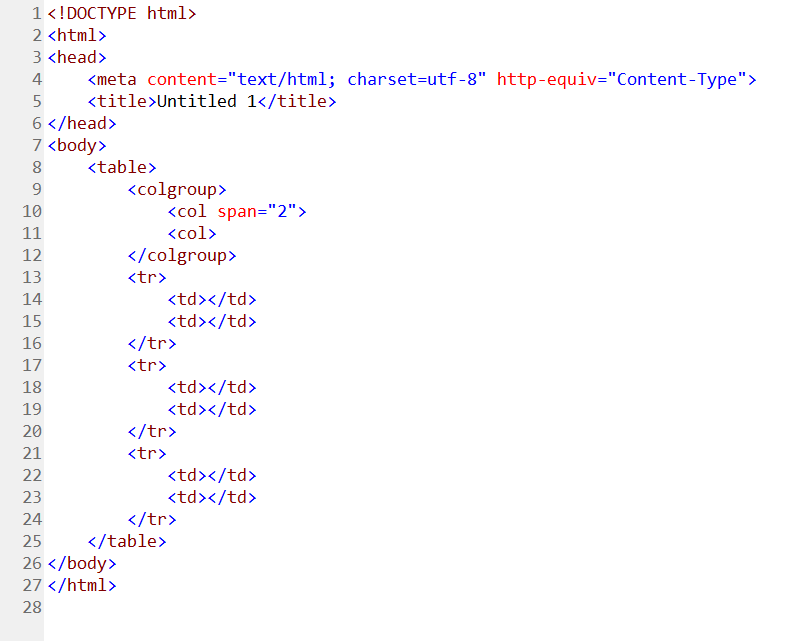 1 <!DOCTYPE html>
2 <html>
3 <head>
4     <meta content="text/html; charset=utf-8" http-equiv="Content-Type">
5     <title>Untitled 1</title>
6 </head>
7 <body>
8     <table>
9         <colgroup>
10             <col span="2">
11             <col>
12         </colgroup>
13         <tr>
14             <td></td>
15             <td></td>
16         </tr>
17         <tr>
18             <td></td>
19             <td></td>
20         </tr>
21         <tr>
22             <td></td>
23             <td></td>
24         </tr>
25     </table>
26 </body>
27 </html>
28